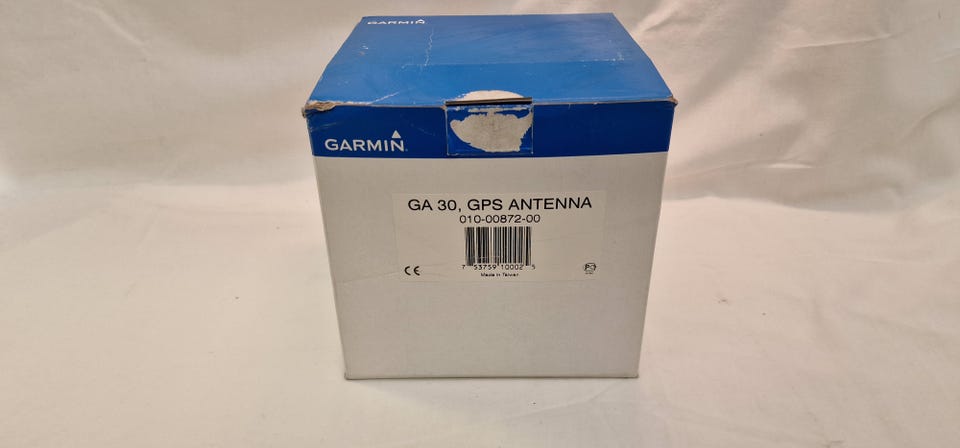 GARMIN
GARMIN
GA 30, GPS ANTENNA
010-00872-00
7 53759 10002 5
CE
Made in Taiwan